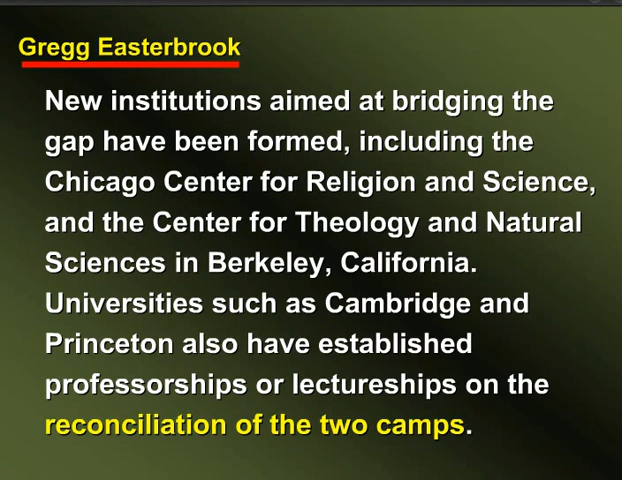 Gregg Easterbrook
New institutions aimed at bridging the
gap have been formed, including the
Chicago Center for Religion and Science,
and the Center for Theology and Natural
Sciences in Berkeley, California.
Universities such as Cambridge and
Princeton also have established
professorships or lectureships on the
reconciliation of the two camps.